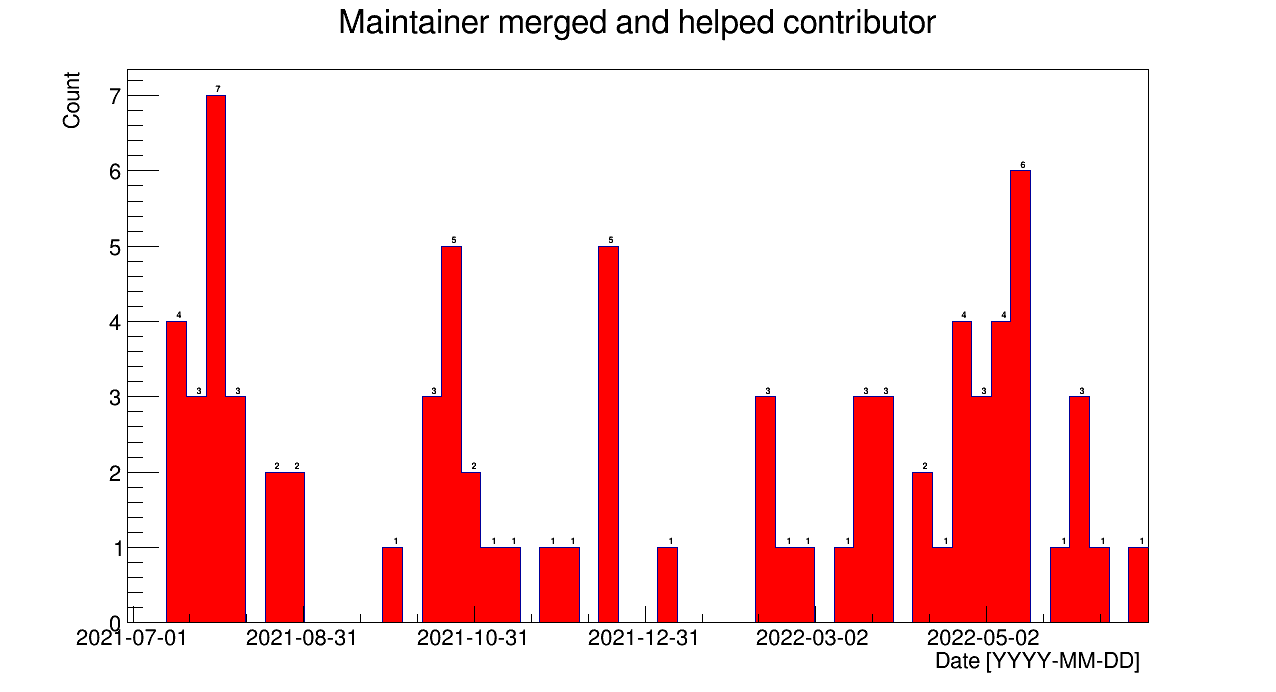 Maintainer merged and helped contributor
Count
7
6
5
4
3
2
1
0
4 3 7 3 2 2 1 3 5 2 1 1 1 1 5 1 3 1 1 1 3 3 2 1 4 3 4 6 1 3 1 1
2021-07-01 2021-08-31 2021-10-31 2021-12-31 2022-03-02 2022-05-02
Date [YYYY-MM-DD]